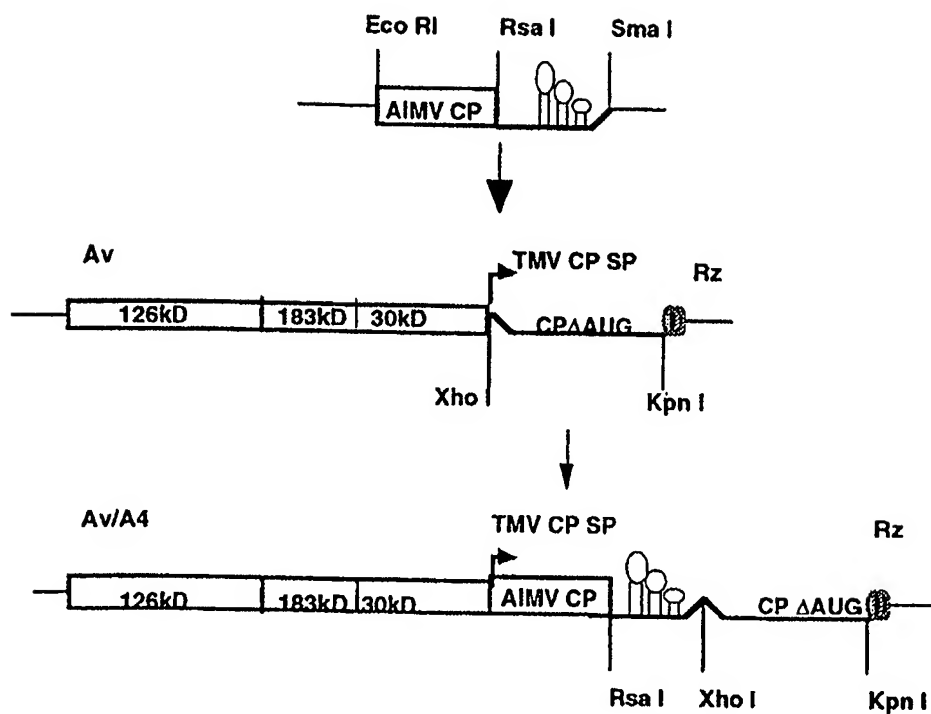 Eco RI Rsa I Sma I
AIMV CP
Av
TMV CP SP
Rz
126kD 183kD 30kD CPΔAUG
Xho I Kpn I
Av/A4
TMV CP SP
Rz
126kD 183kD 30kD AIMV CP CP ΔAUG
Rsa I Xho I Kpn I